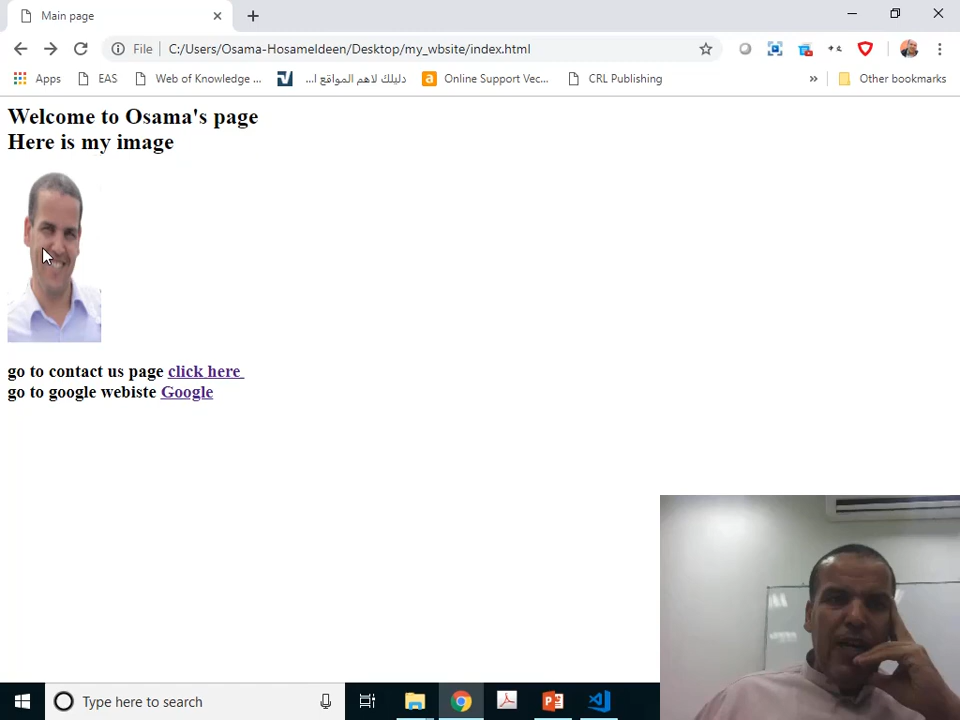 Main page
File
C:/Users/Osama-Hosameldeen/Desktop/my_wbsite/index.html
Apps
EAS
Web of Knowledge ...
دليلك لاهم المواقع ا...
Online Support Vec...
CRL Publishing
»
Other bookmarks
Welcome to Osama's page
Here is my image
go to contact us page click here
go to google webiste Google
Type here to search